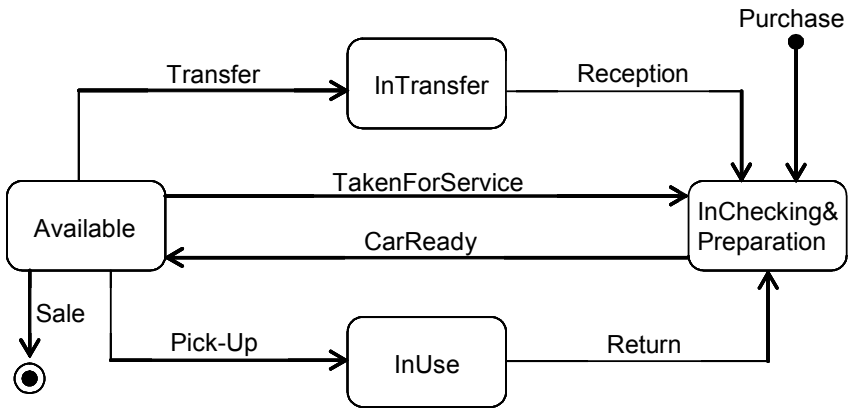 Purchase
Transfer
InTransfer
Reception
TakenForService
Available
InChecking&
Preparation
CarReady
Sale
Pick-Up
InUse
Return